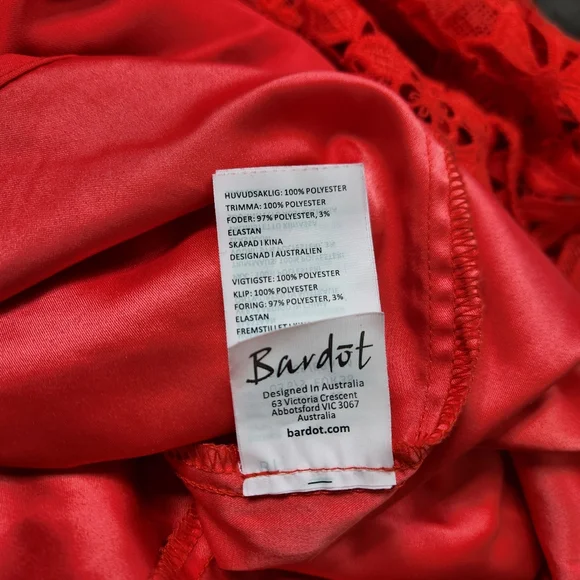 HUVUDSAKLIG: 100% POLYESTER
TRIMMA: 100% POLYESTER
FODER: 97% POLYESTER, 3%
ELASTAN
SKAPAD I KINA
DESIGNAD I AUSTRALIEN
VIGTIGSTE: 100% POLYESTER
KLIP: 100% POLYESTER
FORING: 97% POLYESTER, 3%
ELASTAN
FREMSTILLET I
Bardōt
Designed In Australia
63 Victoria Crescent
Abbotsford VIC 3067
Australia
bardot.com